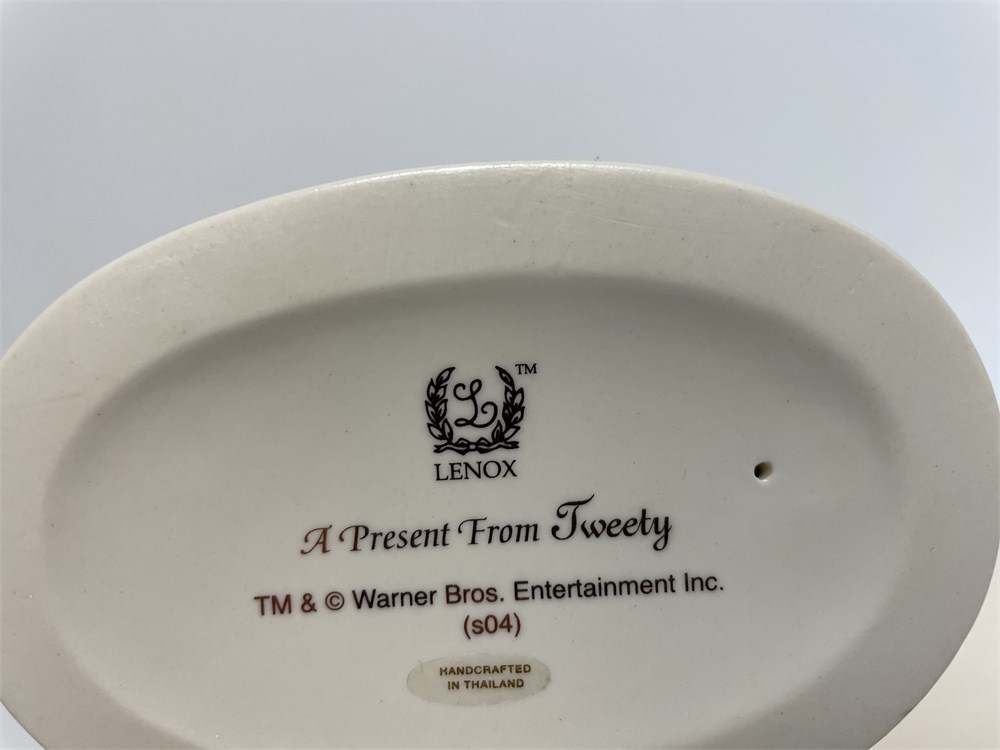 L TM
LENOX
A Present From Tweety
TM & © Warner Bros. Entertainment Inc.
(s04)
HANDCRAFTED
IN THAILAND